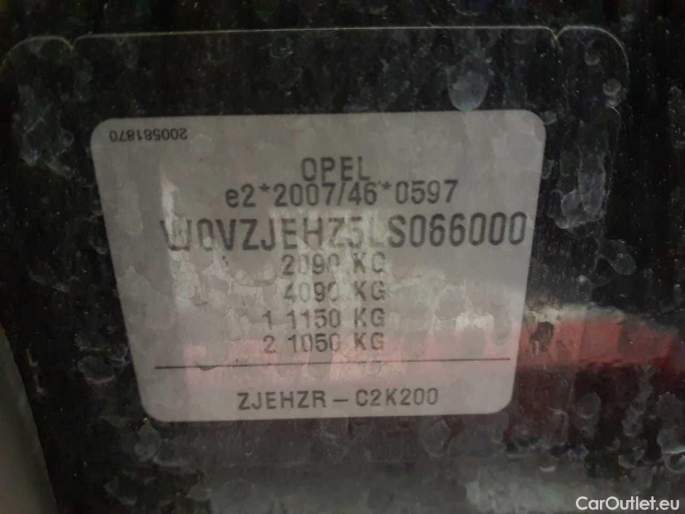 200581870
OPEL
e2*2007/46*0597
W0VZJEHZ5LS066000
2090 KG
4090 KG
1 1150 KG
2 1050 KG
ZJEHZR-C2K200
CarOutlet.eu